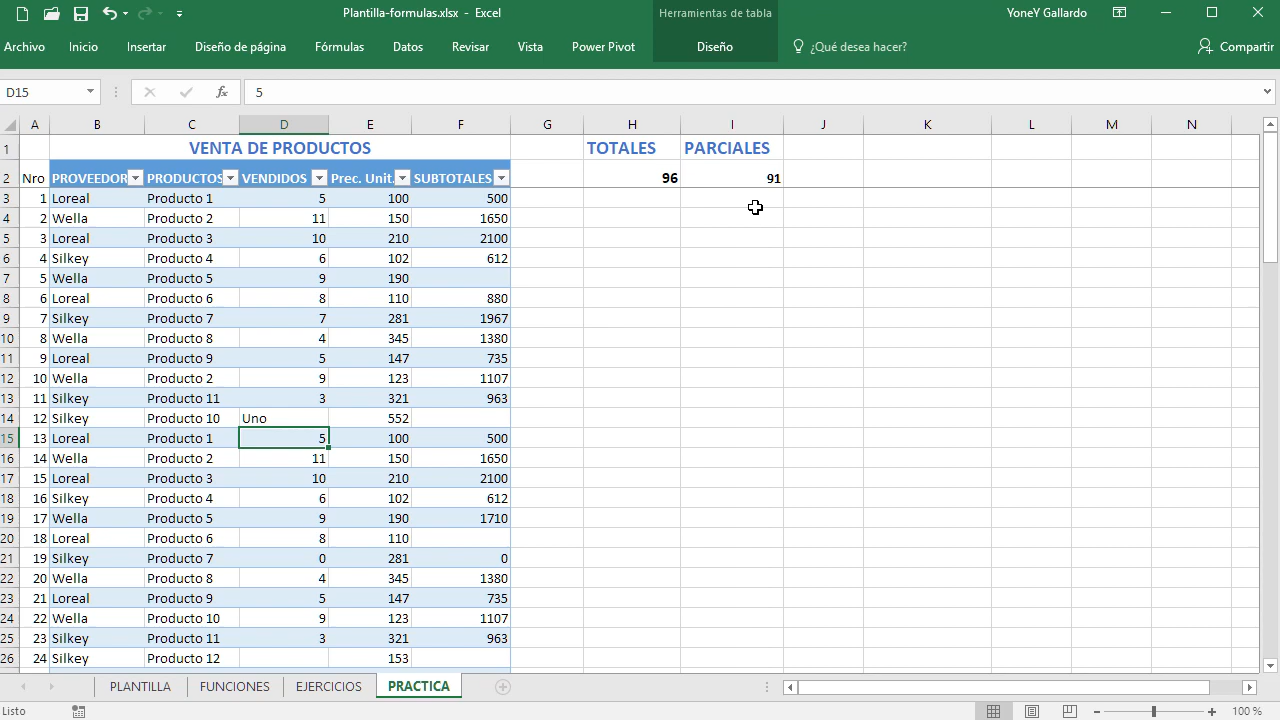 Plantilla-formulas.xlsx - Excel
Herramientas de tabla
YoneY Gallardo
Archivo Inicio Insertar Diseño de página Fórmulas Datos Revisar Vista Power Pivot Diseño ¿Qué desea hacer? Compartir
D15 fx 5
A B C D E F G H I J K L M N
1 VENTA DE PRODUCTOS TOTALES PARCIALES
2 Nro PROVEEDOR PRODUCTOS VENDIDOS Prec. Unit. SUBTOTALES 96 91
3 1 Loreal Producto 1 5 100 500
4 2 Wella Producto 2 11 150 1650
5 3 Loreal Producto 3 10 210 2100
6 4 Silkey Producto 4 6 102 612
7 5 Wella Producto 5 9 190
8 6 Loreal Producto 6 8 110 880
9 7 Silkey Producto 7 7 281 1967
10 8 Wella Producto 8 4 345 1380
11 9 Loreal Producto 9 5 147 735
12 10 Wella Producto 2 9 123 1107
13 11 Silkey Producto 11 3 321 963
14 12 Silkey Producto 10 Uno 552
15 13 Loreal Producto 1 5 100 500
16 14 Wella Producto 2 11 150 1650
17 15 Loreal Producto 3 10 210 2100
18 16 Silkey Producto 4 6 102 612
19 17 Wella Producto 5 9 190 1710
20 18 Loreal Producto 6 8 110
21 19 Silkey Producto 7 0 281 0
22 20 Wella Producto 8 4 345 1380
23 21 Loreal Producto 9 5 147 735
24 22 Wella Producto 10 9 123 1107
25 23 Silkey Producto 11 3 321 963
26 24 Silkey Producto 12 153
PLANTILLA FUNCIONES EJERCICIOS PRACTICA
Listo 100 %